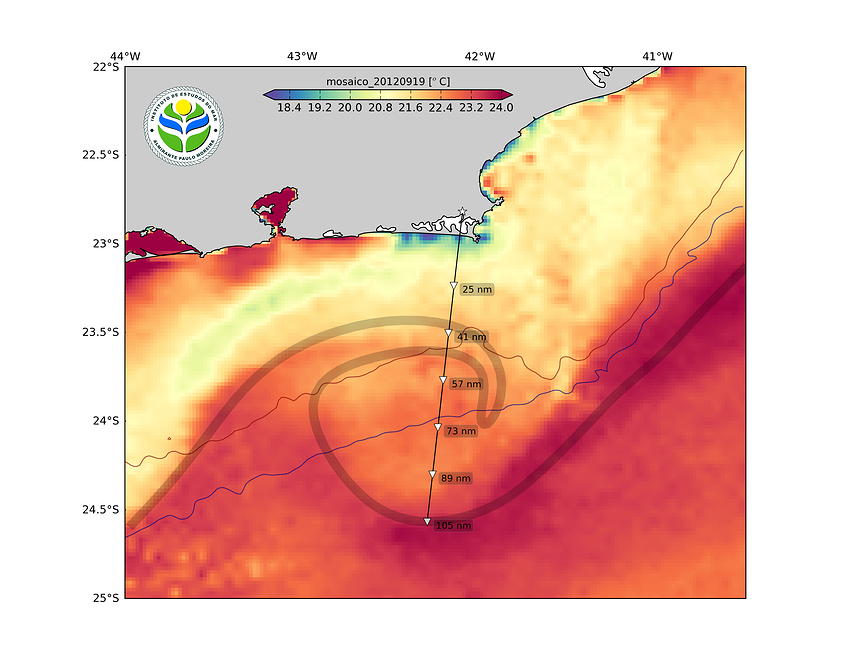 44°W 43°W 42°W 41°W
22°S
mosaico_20120919 [° C]
18.4 19.2 20.0 20.8 21.6 22.4 23.2 24.0
INSTITUTO DE ESTUDOS DO MAR
ALMIRANTE PAULO MOREIRA
22.5°S
23°S
25 nm
23.5°S
41 nm
57 nm
24°S
73 nm
89 nm
24.5°S
105 nm
25°S